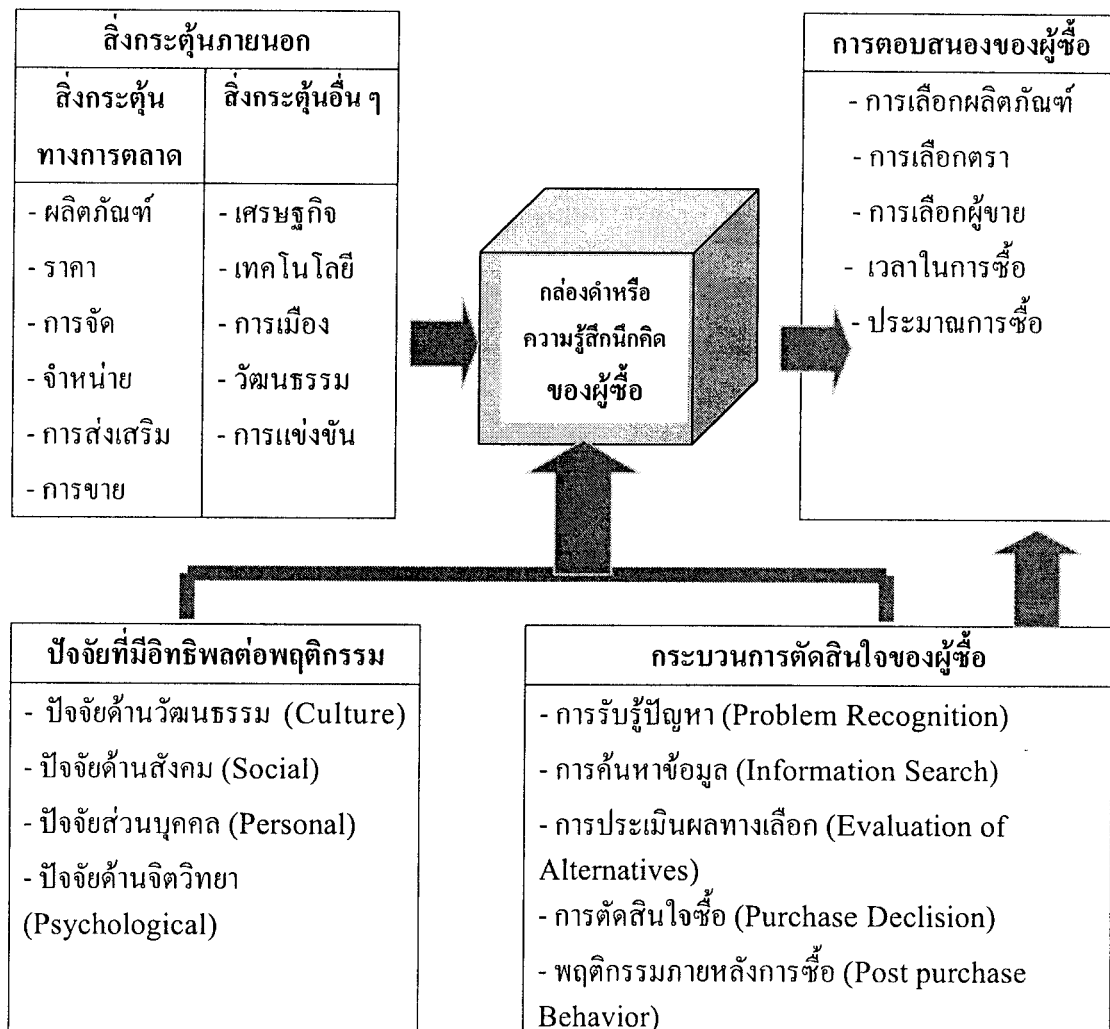 สิ่งกระตุ้นภายนอก
สิ่งกระตุ้น
ทางการตลาด
สิ่งกระตุ้นอื่น ๆ
- ผลิตภัณฑ์
- ราคา
- การจัด
- จำหน่าย
- การส่งเสริม
- การขาย
- เศรษฐกิจ
- เทคโนโลยี
- การเมือง
- วัฒนธรรม
- การแข่งขัน
กล่องดำหรือ
ความรู้สึกนึกคิด
ของผู้ซื้อ
การตอบสนองของผู้ซื้อ
- การเลือกผลิตภัณฑ์
- การเลือกตรา
- การเลือกผู้ขาย
- เวลาในการซื้อ
- ประมาณการซื้อ
ปัจจัยที่มีอิทธิพลต่อพฤติกรรม
- ปัจจัยด้านวัฒนธรรม (Culture)
- ปัจจัยด้านสังคม (Social)
- ปัจจัยส่วนบุคคล (Personal)
- ปัจจัยด้านจิตวิทยา
(Psychological)
กระบวนการตัดสินใจของผู้ซื้อ
- การรับรู้ปัญหา (Problem Recognition)
- การค้นหาข้อมูล (Information Search)
- การประเมินผลทางเลือก (Evaluation of
Alternatives)
- การตัดสินใจซื้อ (Purchase Declision)
- พฤติกรรมภายหลังการซื้อ (Post purchase
Behavior)